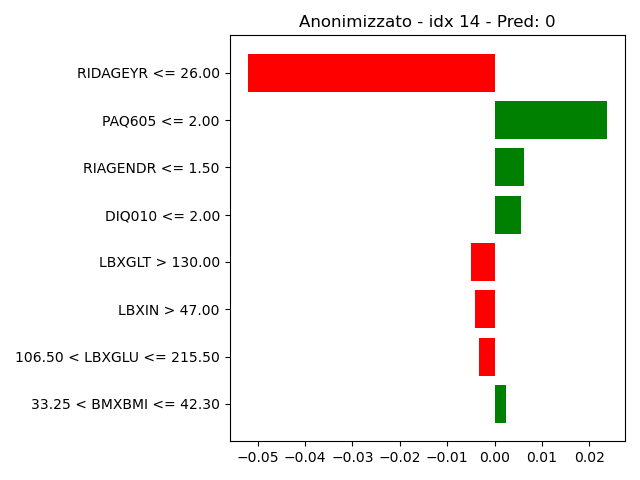 Anonimizzato - idx 14 - Pred: 0
RIDAGEYR <= 26.00
PAQ605 <= 2.00
RIAGENDR <= 1.50
DIQ010 <= 2.00
LBXGLT > 130.00
LBXIN > 47.00
106.50 < LBXGLU <= 215.50
33.25 < BMXBMI <= 42.30
−0.05 −0.04 −0.03 −0.02 −0.01 0.00 0.01 0.02